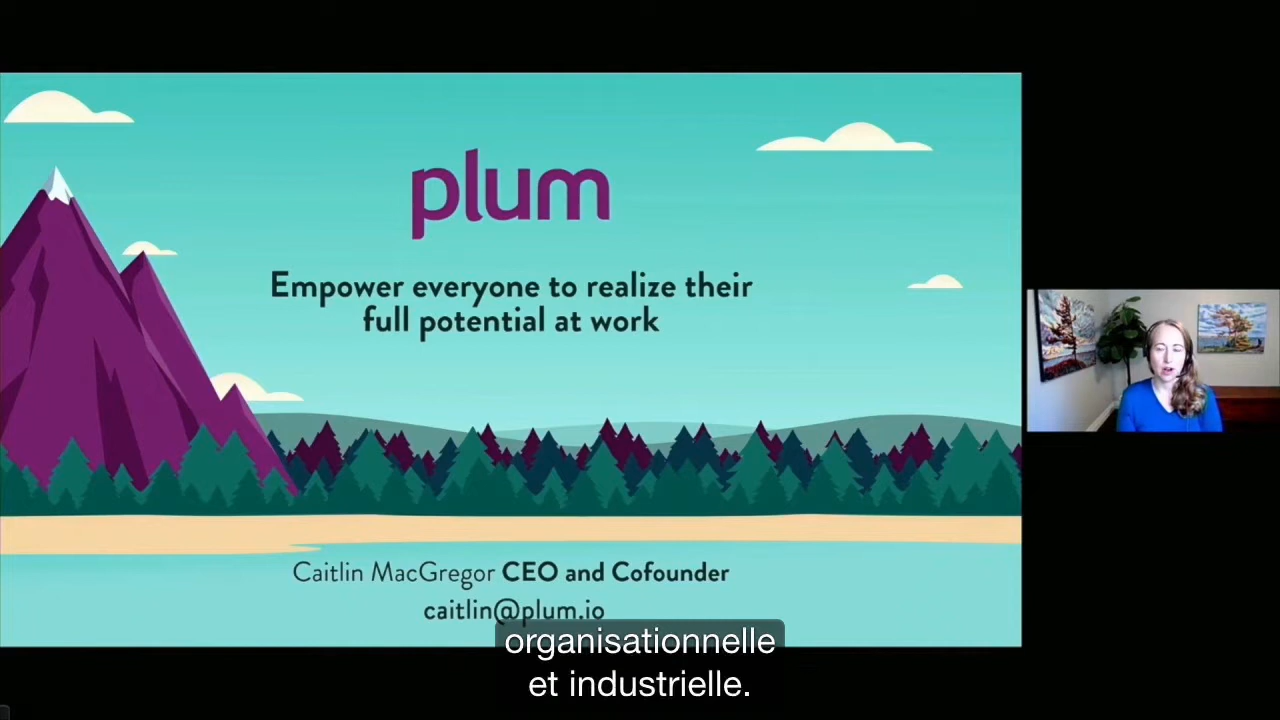 plum
Empower everyone to realize their
full potential at work
Caitlin MacGregor CEO and Cofounder
caitlin@plum.io
organisationnelle
et industrielle.